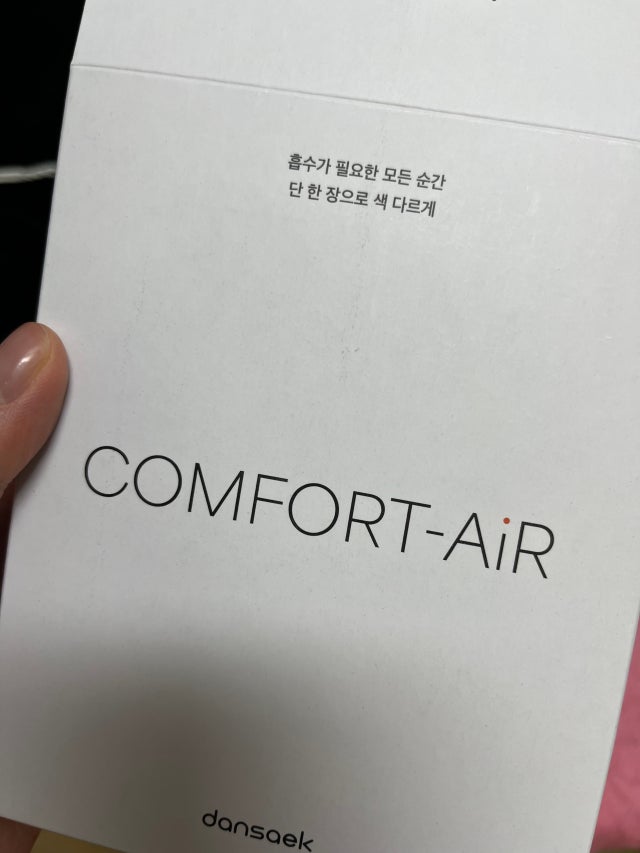 흡수가 필요한 모든 순간
단 한 장으로 색 다르게
COMFORT-AiR
dansaek